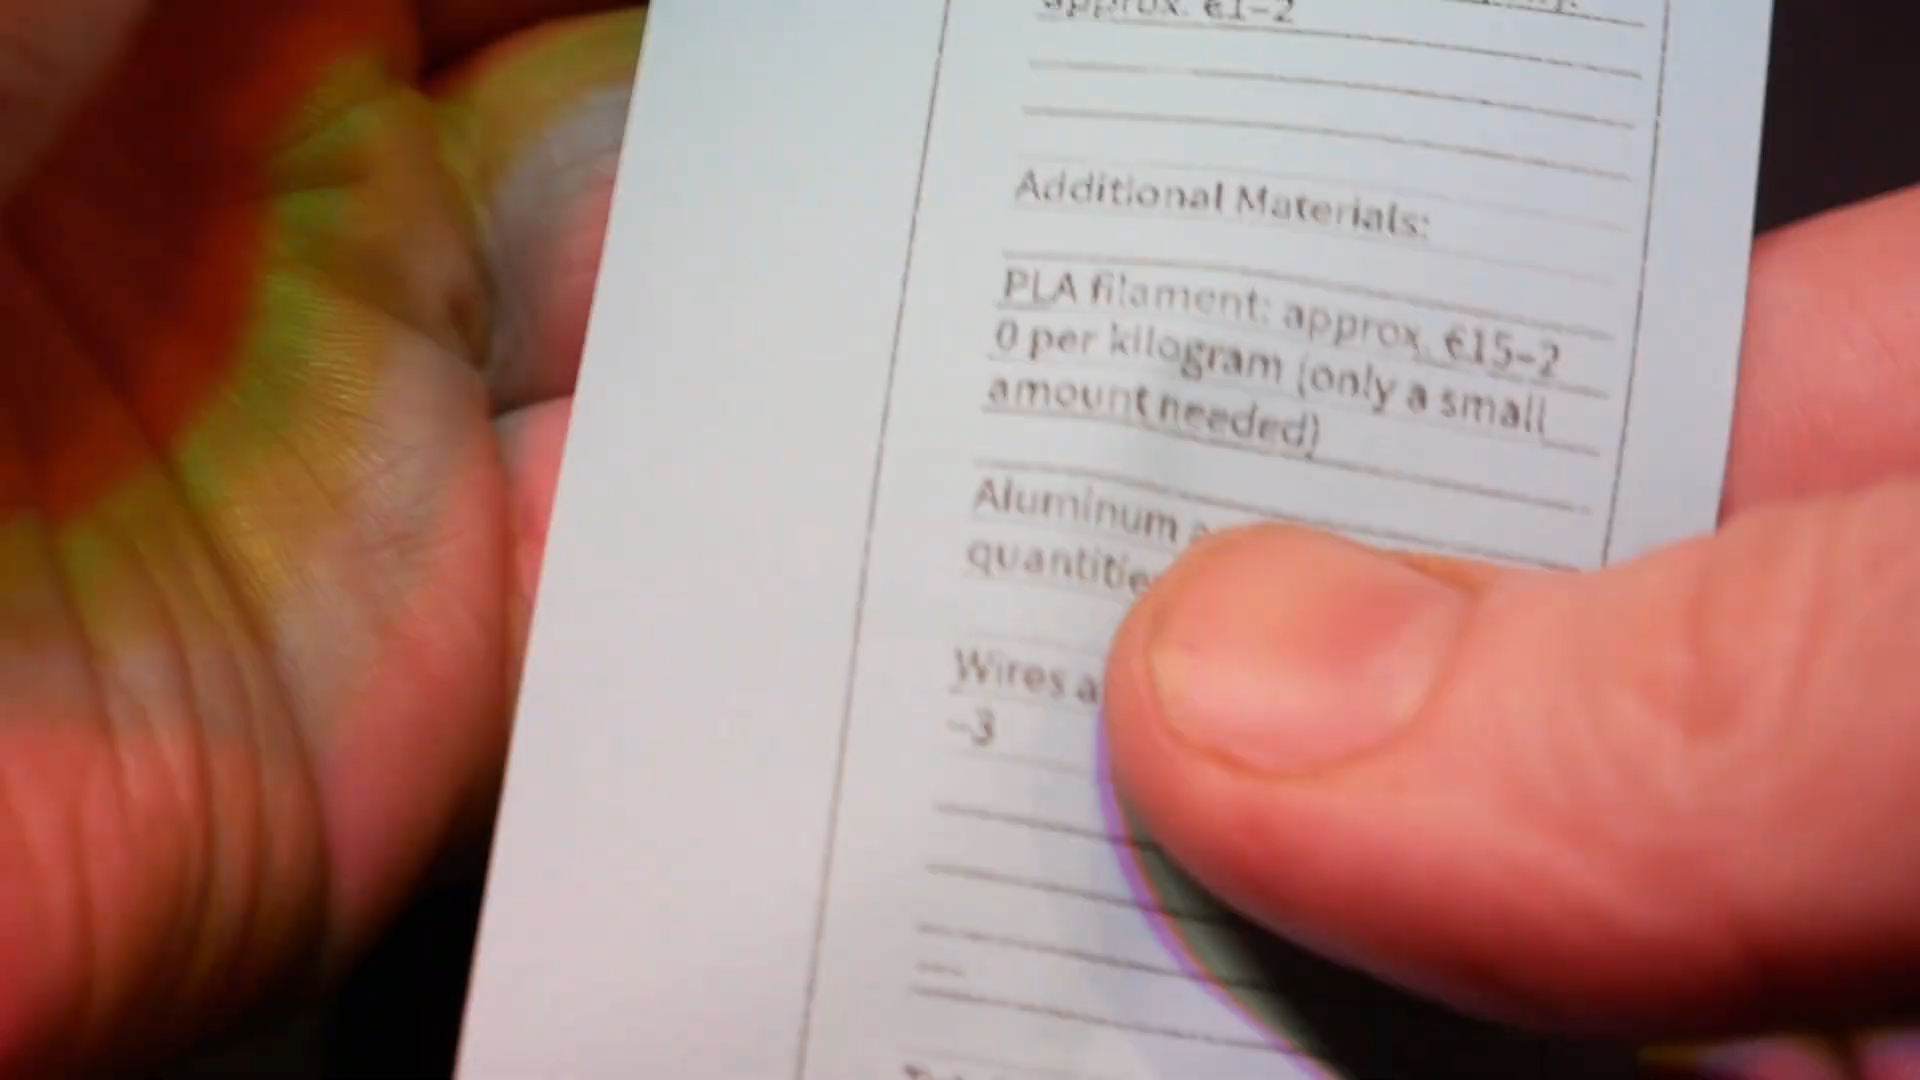 approx. €1–2
Additional Materials:
PLA filament: approx. €15–2
0 per kilogram (only a small
amount needed)
Aluminum
Wires
–3